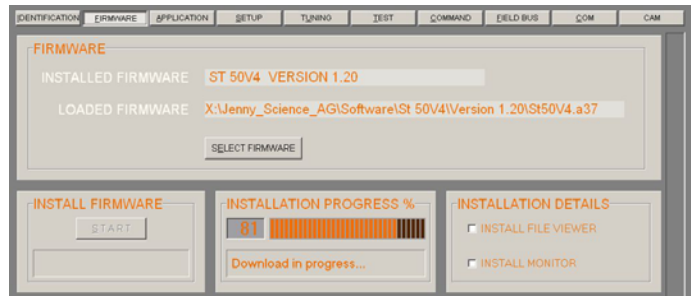 IDENTIFICATION FIRMWARE APPLICATION SETUP TUNING TEST COMMAND FIELD BUS COM CAM
FIRMWARE
INSTALLED FIRMWARE ST 50V4 VERSION 1.20
LOADED FIRMWARE X:\Jenny_Science_AG\Software\St 50V4\Version 1.20\St50V4.a37
SELECT FIRMWARE
INSTALL FIRMWARE
START
INSTALLATION PROGRESS %
81
Download in progress...
INSTALLATION DETAILS
INSTALL FILE VIEWER
INSTALL MONITOR